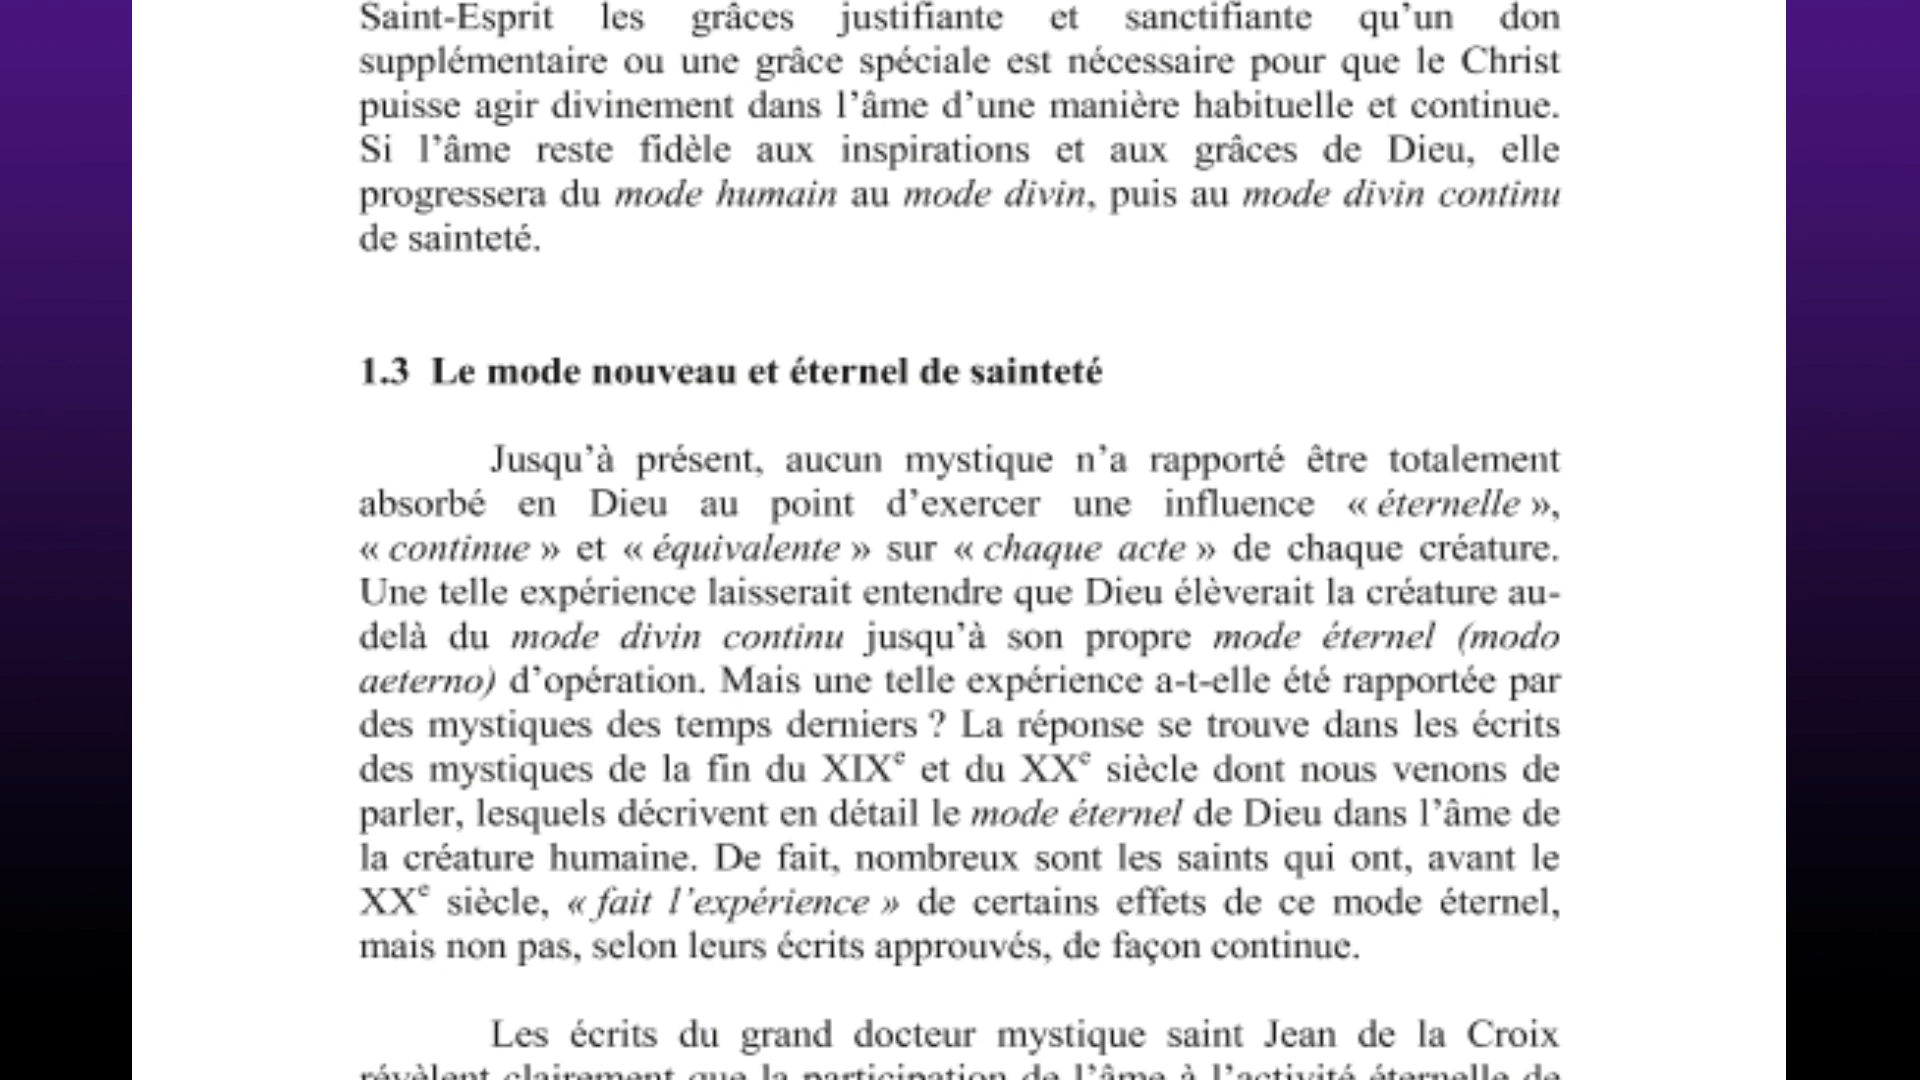 Saint-Esprit les grâces justifiante et sanctifiante qu’un don
supplémentaire ou une grâce spéciale est nécessaire pour que le Christ
puisse agir divinement dans l’âme d’une manière habituelle et continue.
Si l’âme reste fidèle aux inspirations et aux grâces de Dieu, elle
progressera du mode humain au mode divin, puis au mode divin continu
de sainteté.
1.3 Le mode nouveau et éternel de sainteté
Jusqu’à présent, aucun mystique n’a rapporté être totalement
absorbé en Dieu au point d’exercer une influence « éternelle »,
« continue » et « équivalente » sur « chaque acte » de chaque créature.
Une telle expérience laisserait entendre que Dieu élèverait la créature au-
delà du mode divin continu jusqu’à son propre mode éternel (modo
aeterno) d’opération. Mais une telle expérience a-t-elle été rapportée par
des mystiques des temps derniers ? La réponse se trouve dans les écrits
des mystiques de la fin du XIXe et du XXe siècle dont nous venons de
parler, lesquels décrivent en détail le mode éternel de Dieu dans l’âme de
la créature humaine. De fait, nombreux sont les saints qui ont, avant le
XXe siècle, « fait l’expérience » de certains effets de ce mode éternel,
mais non pas, selon leurs écrits approuvés, de façon continue.
Les écrits du grand docteur mystique saint Jean de la Croix
révèlent clairement que la participation de l’âme à l’activité éternelle de